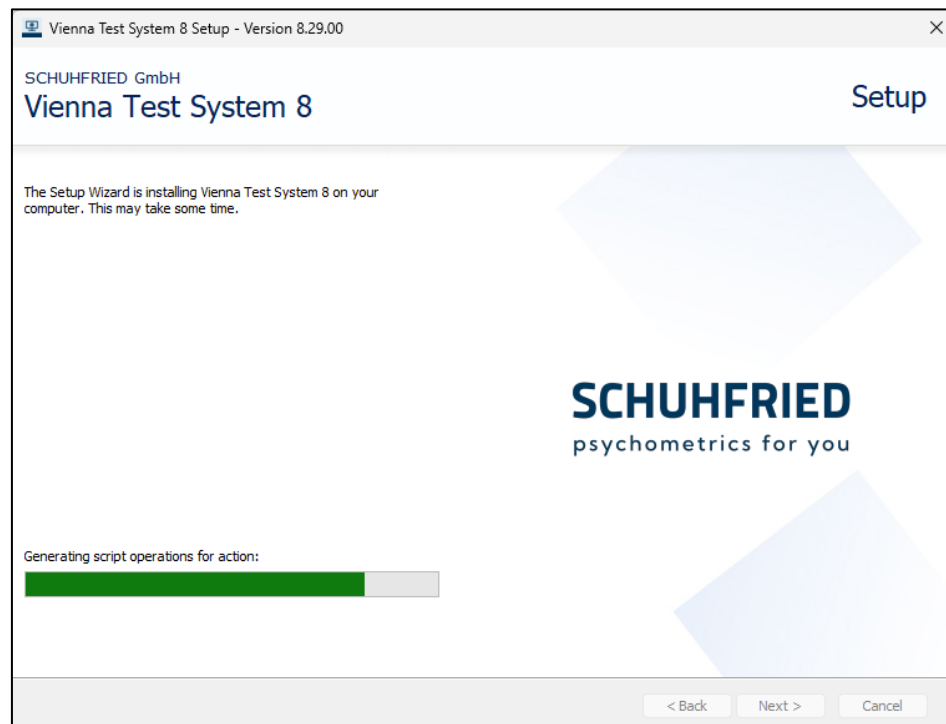 Vienna Test System 8 Setup - Version 8.29.00
SCHUHFRIED GmbH
Vienna Test System 8
Setup
The Setup Wizard is installing Vienna Test System 8 on your
computer. This may take some time.
SCHUHFRIED
psychometrics for you
Generating script operations for action:
< Back
Next >
Cancel